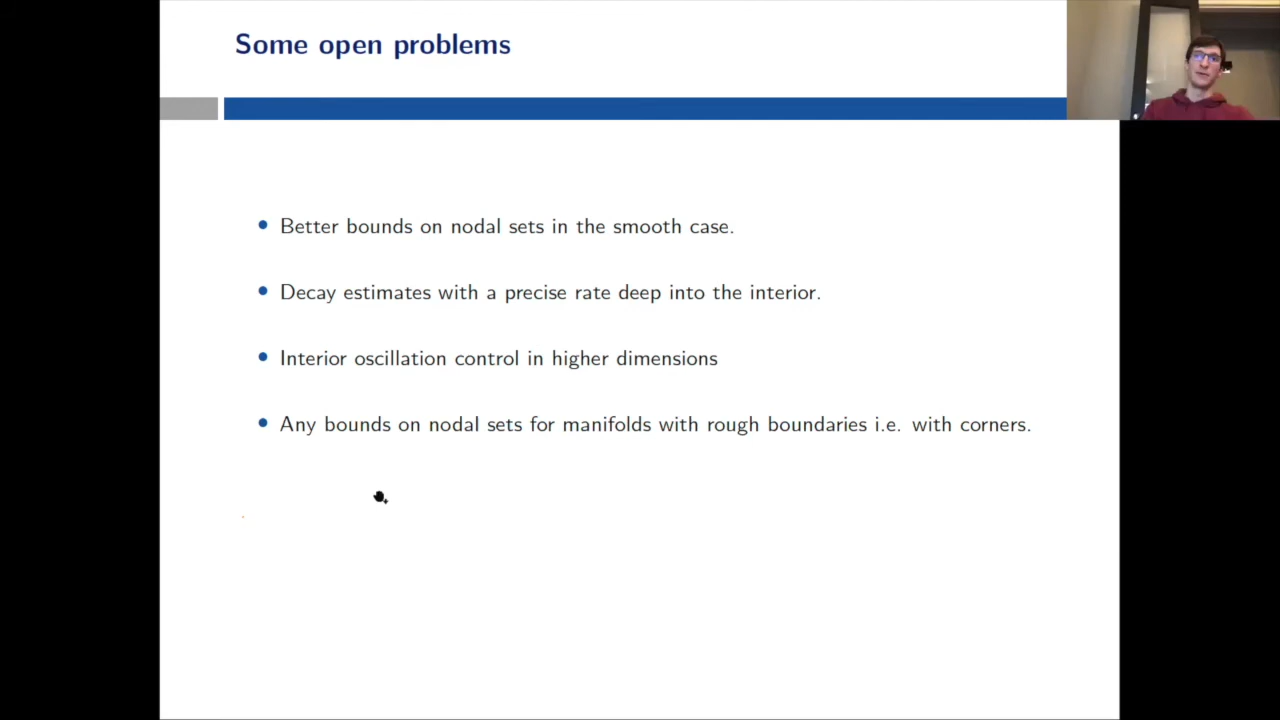 Some open problems
Better bounds on nodal sets in the smooth case.
Decay estimates with a precise rate deep into the interior.
Interior oscillation control in higher dimensions
Any bounds on nodal sets for manifolds with rough boundaries i.e. with corners.